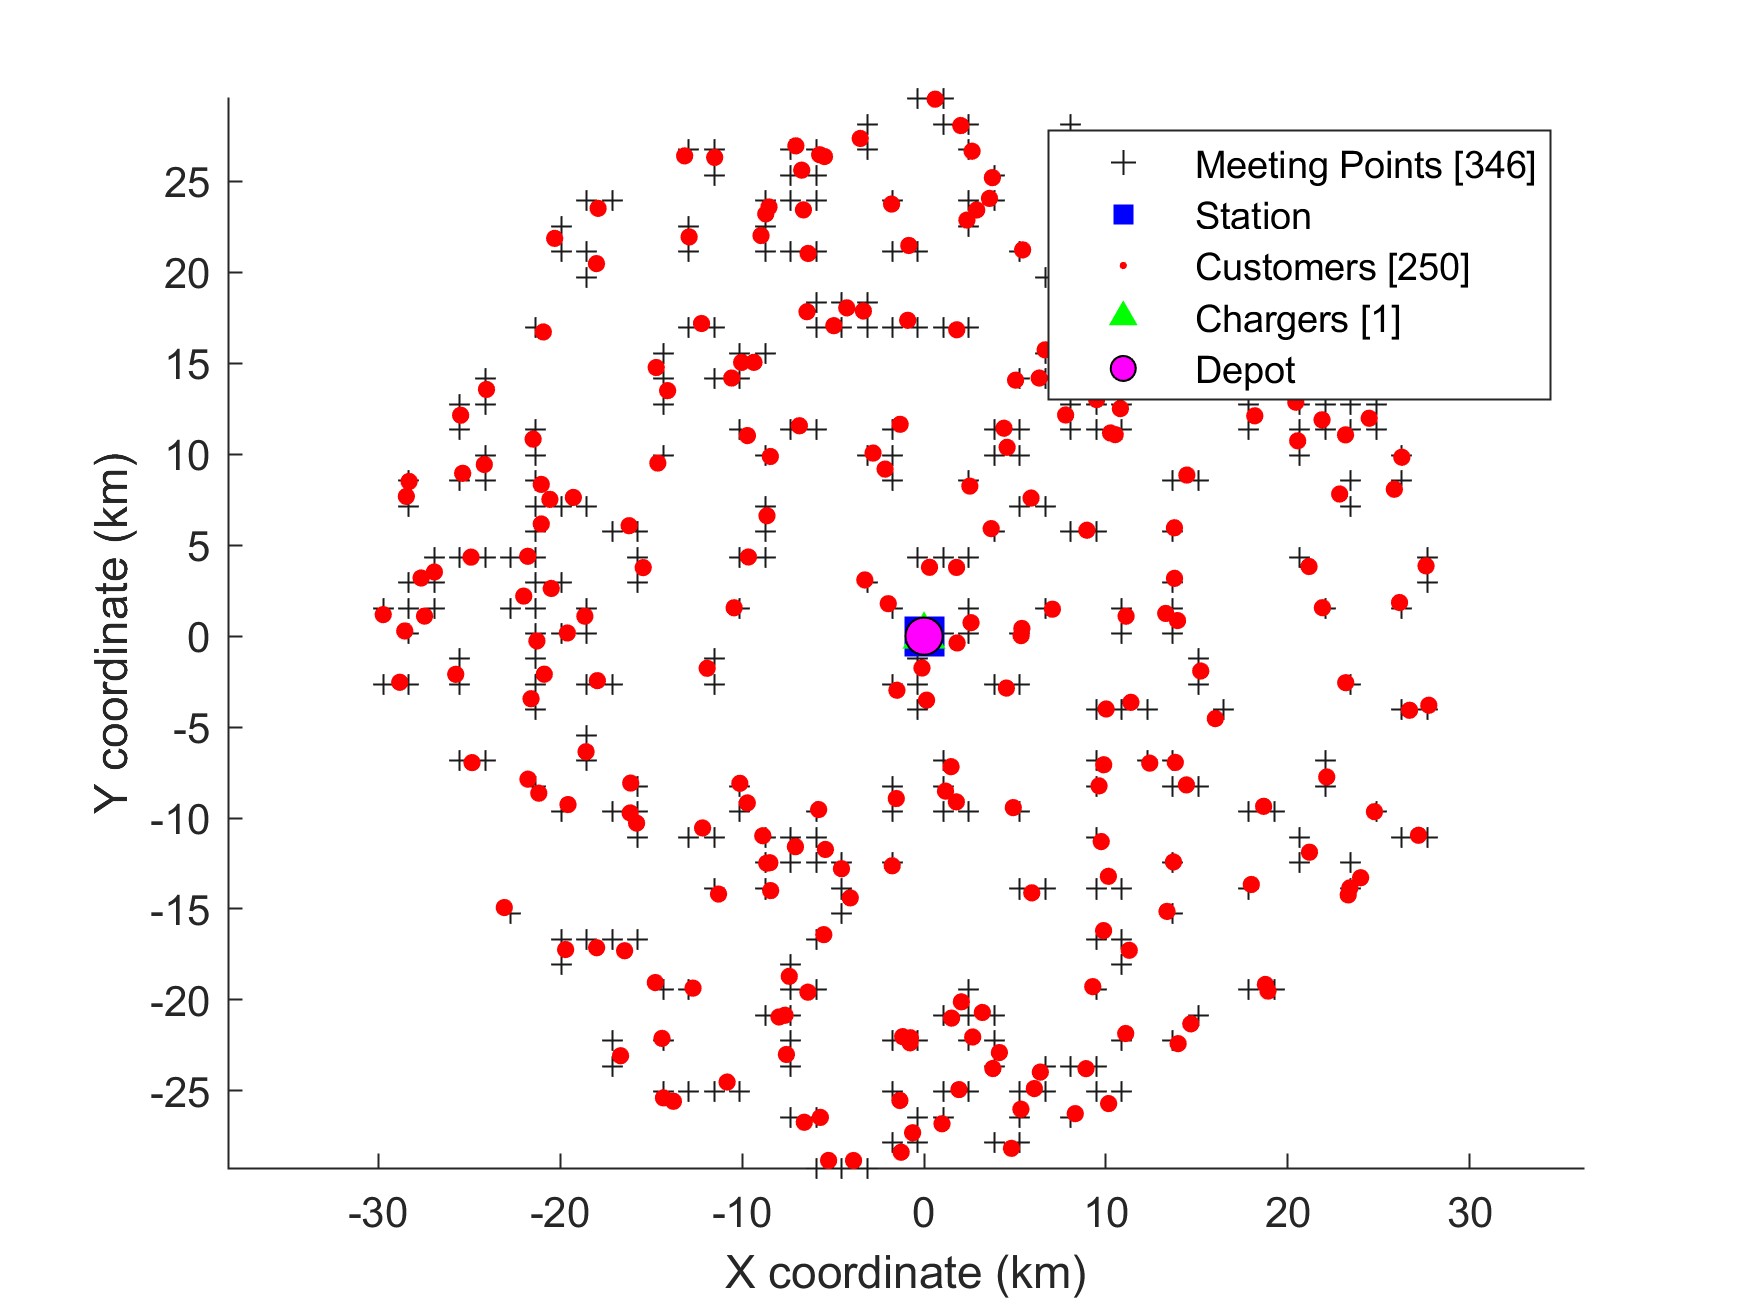 25
20
15
10
5
0
-5
-10
-15
-20
-25
Y coordinate (km)
Meeting Points [346]
Station
Customers [250]
Chargers [1]
Depot
-30
-20
-10
0
10
20
30
X coordinate (km)